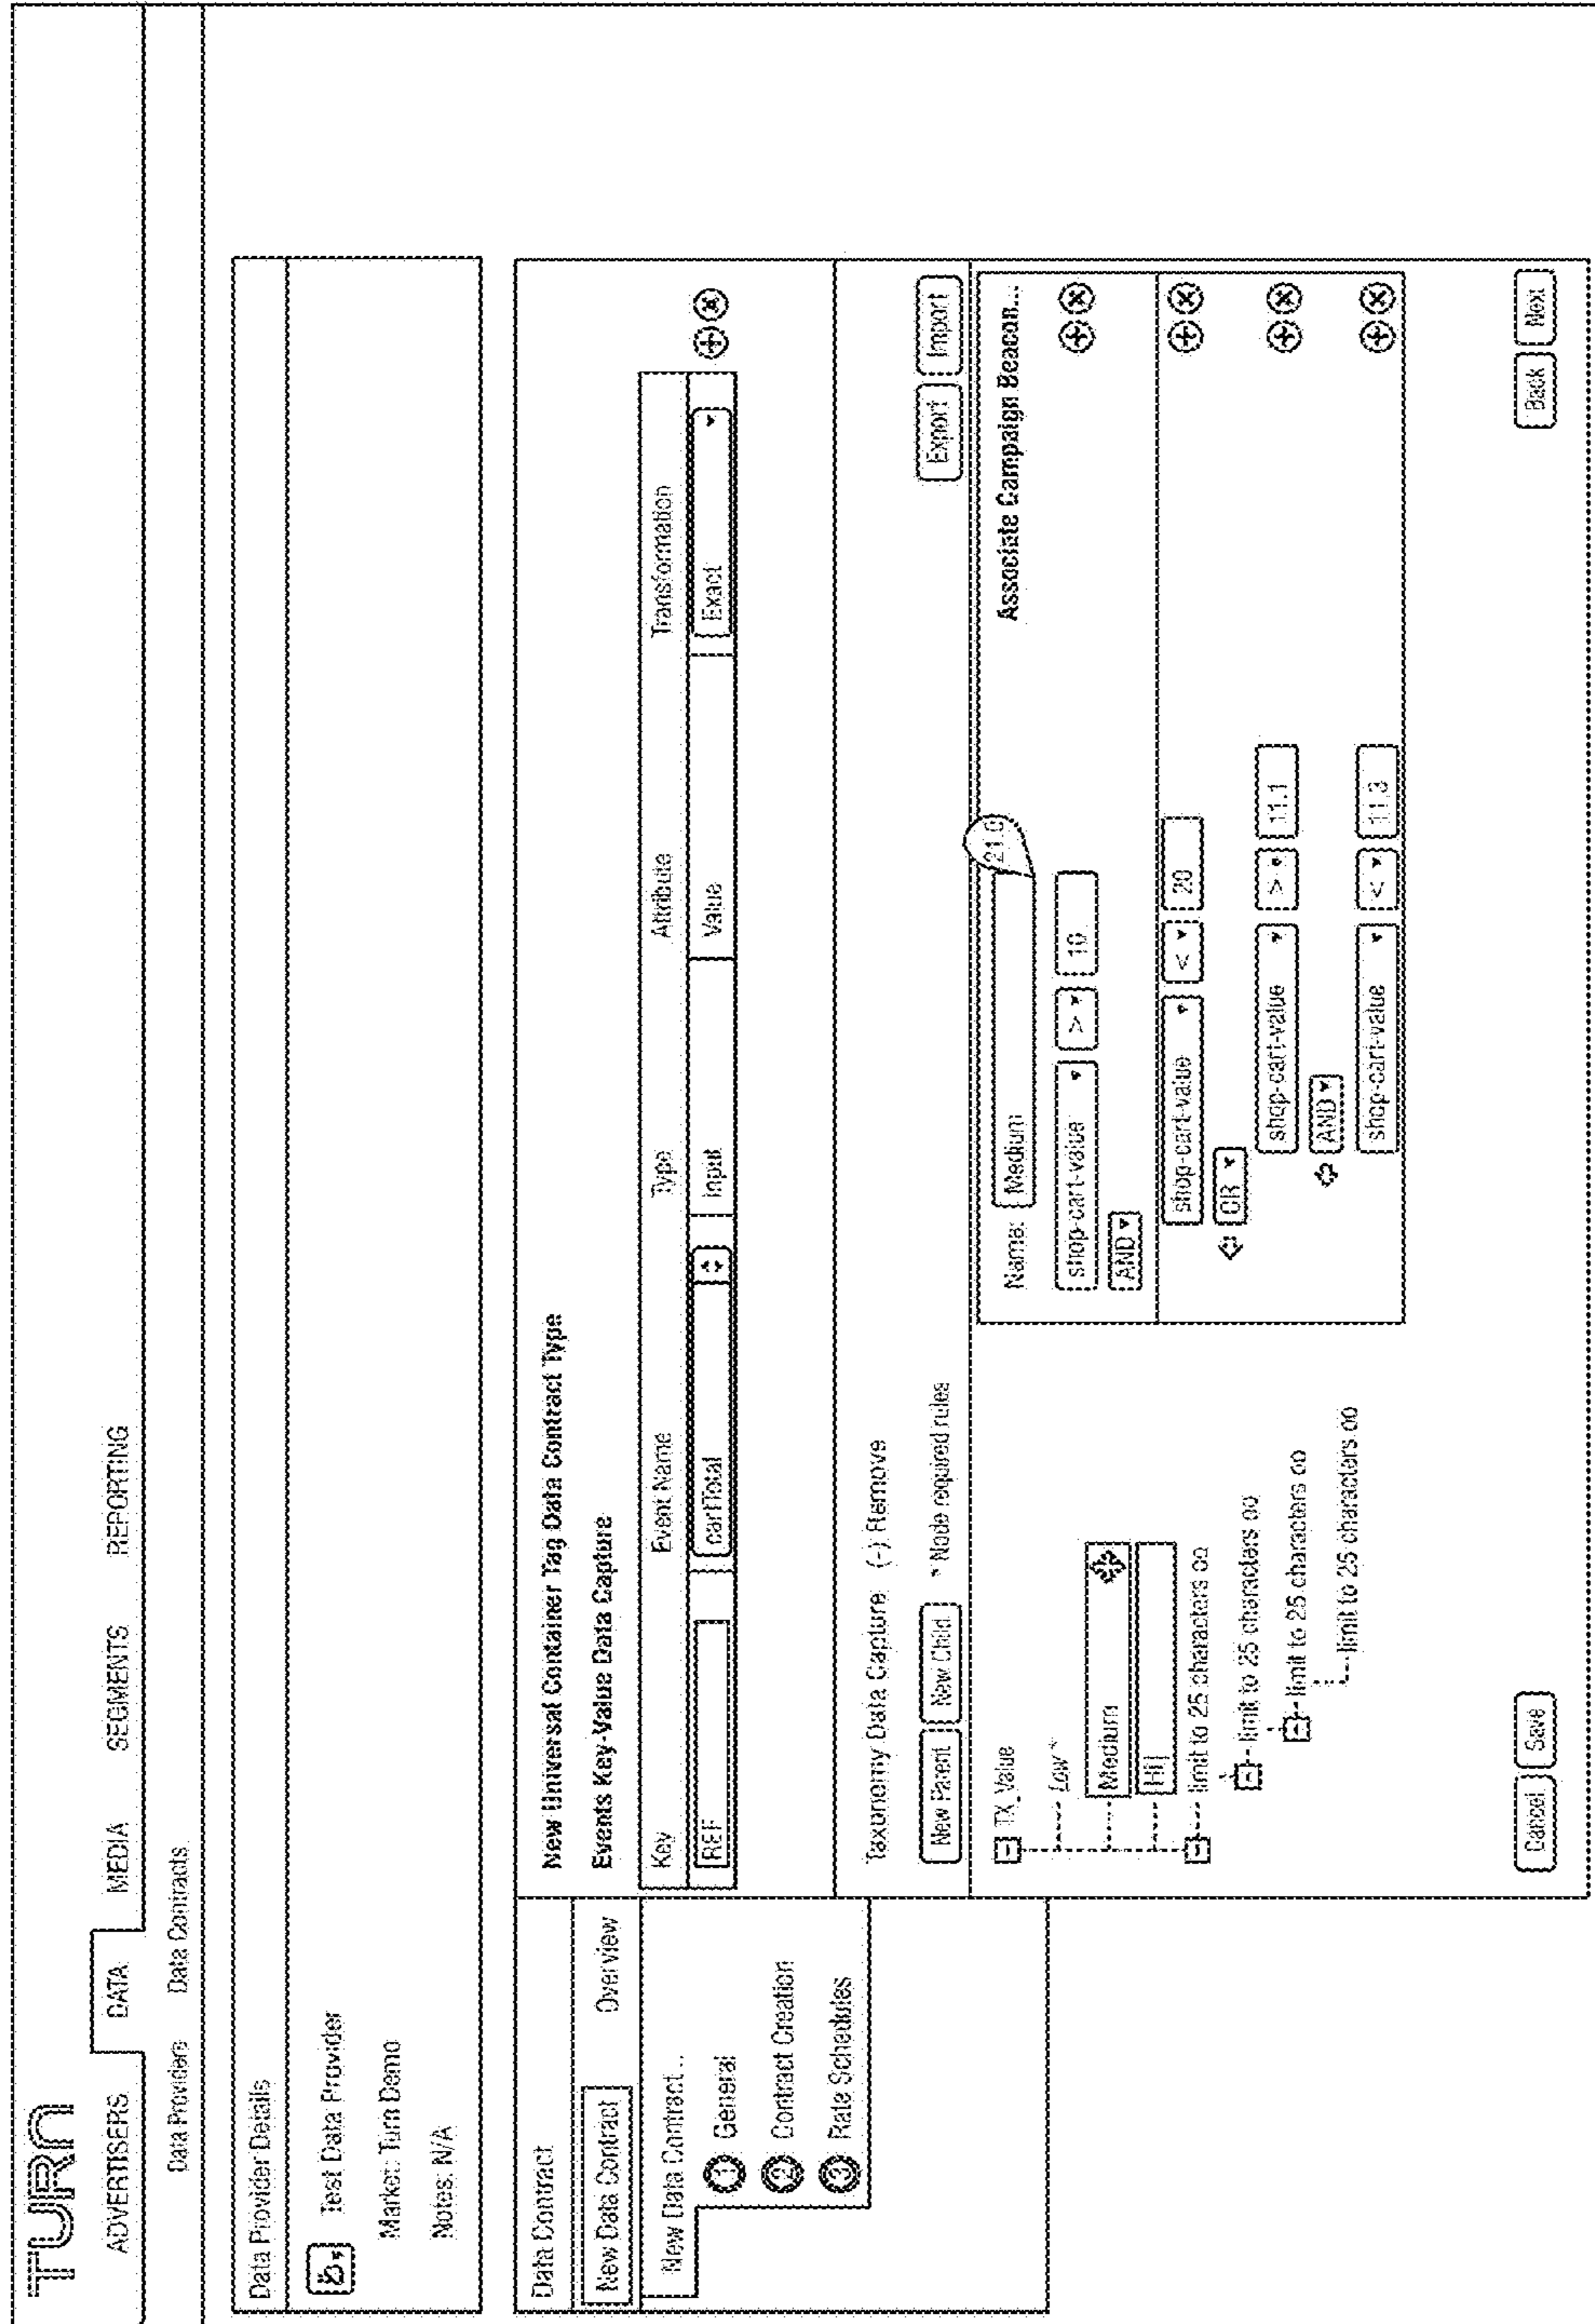 TURN
ADVERTISERS DATA MEDIA SEGMENTS REPORTING
Data Providers Data Contracts
Data Provider Details
Test Data Provider
Market: Turn Demo
Notes: N/A
Data Contract
New Data Contract Overview
New Data Contract...
1 General
2 Contract Creation
3 Rate Schedules
New Universal Container Tag Data Contract Type
Events Key-Value Data Capture
Key Event Name Type Attribute Transformation
REF cartTotal Input Value Exact
Taxonomy Data Capture: (-) Remove
New Parent New Child * Node required rules Export Import
TX_Value
Low *
Medium
limit to 25 characters oo
limit to 25 characters oo
limit to 25 characters oo
limit to 25 characters oo
Name: Medium 21.0 Associate Campaign Beacon...
shop-cart-value > 10
AND
shop-cart-value < 20
OR
shop-cart-value > 11.1
AND
shop-cart-value < 11.3
Cancel Save Back Next